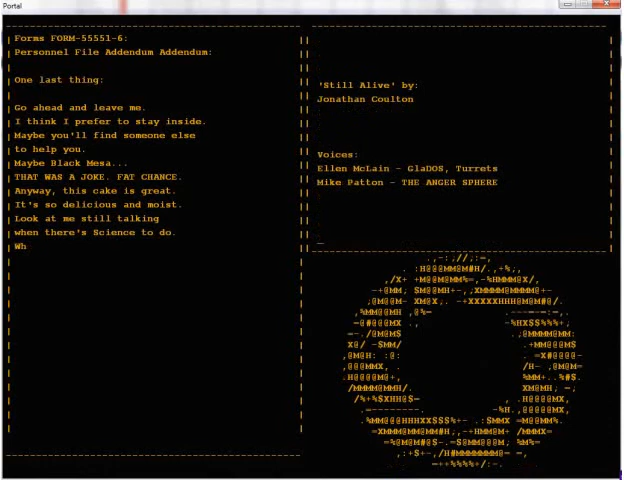 Portal
Forms FORM-55551-6:
Personnel File Addendum Addendum:
One last thing:
Go ahead and leave me.
I think I prefer to stay inside.
Maybe you'll find someone else
to help you.
Maybe Black Mesa...
THAT WAS A JOKE. FAT CHANCE.
Anyway, this cake is great.
It's so delicious and moist.
Look at me still talking
when there's Science to do.
Wh
'Still Alive' by:
Jonathan Coulton
Voices:
Ellen McLain - GlaDOS, Turrets
Mike Patton - THE ANGER SPHERE